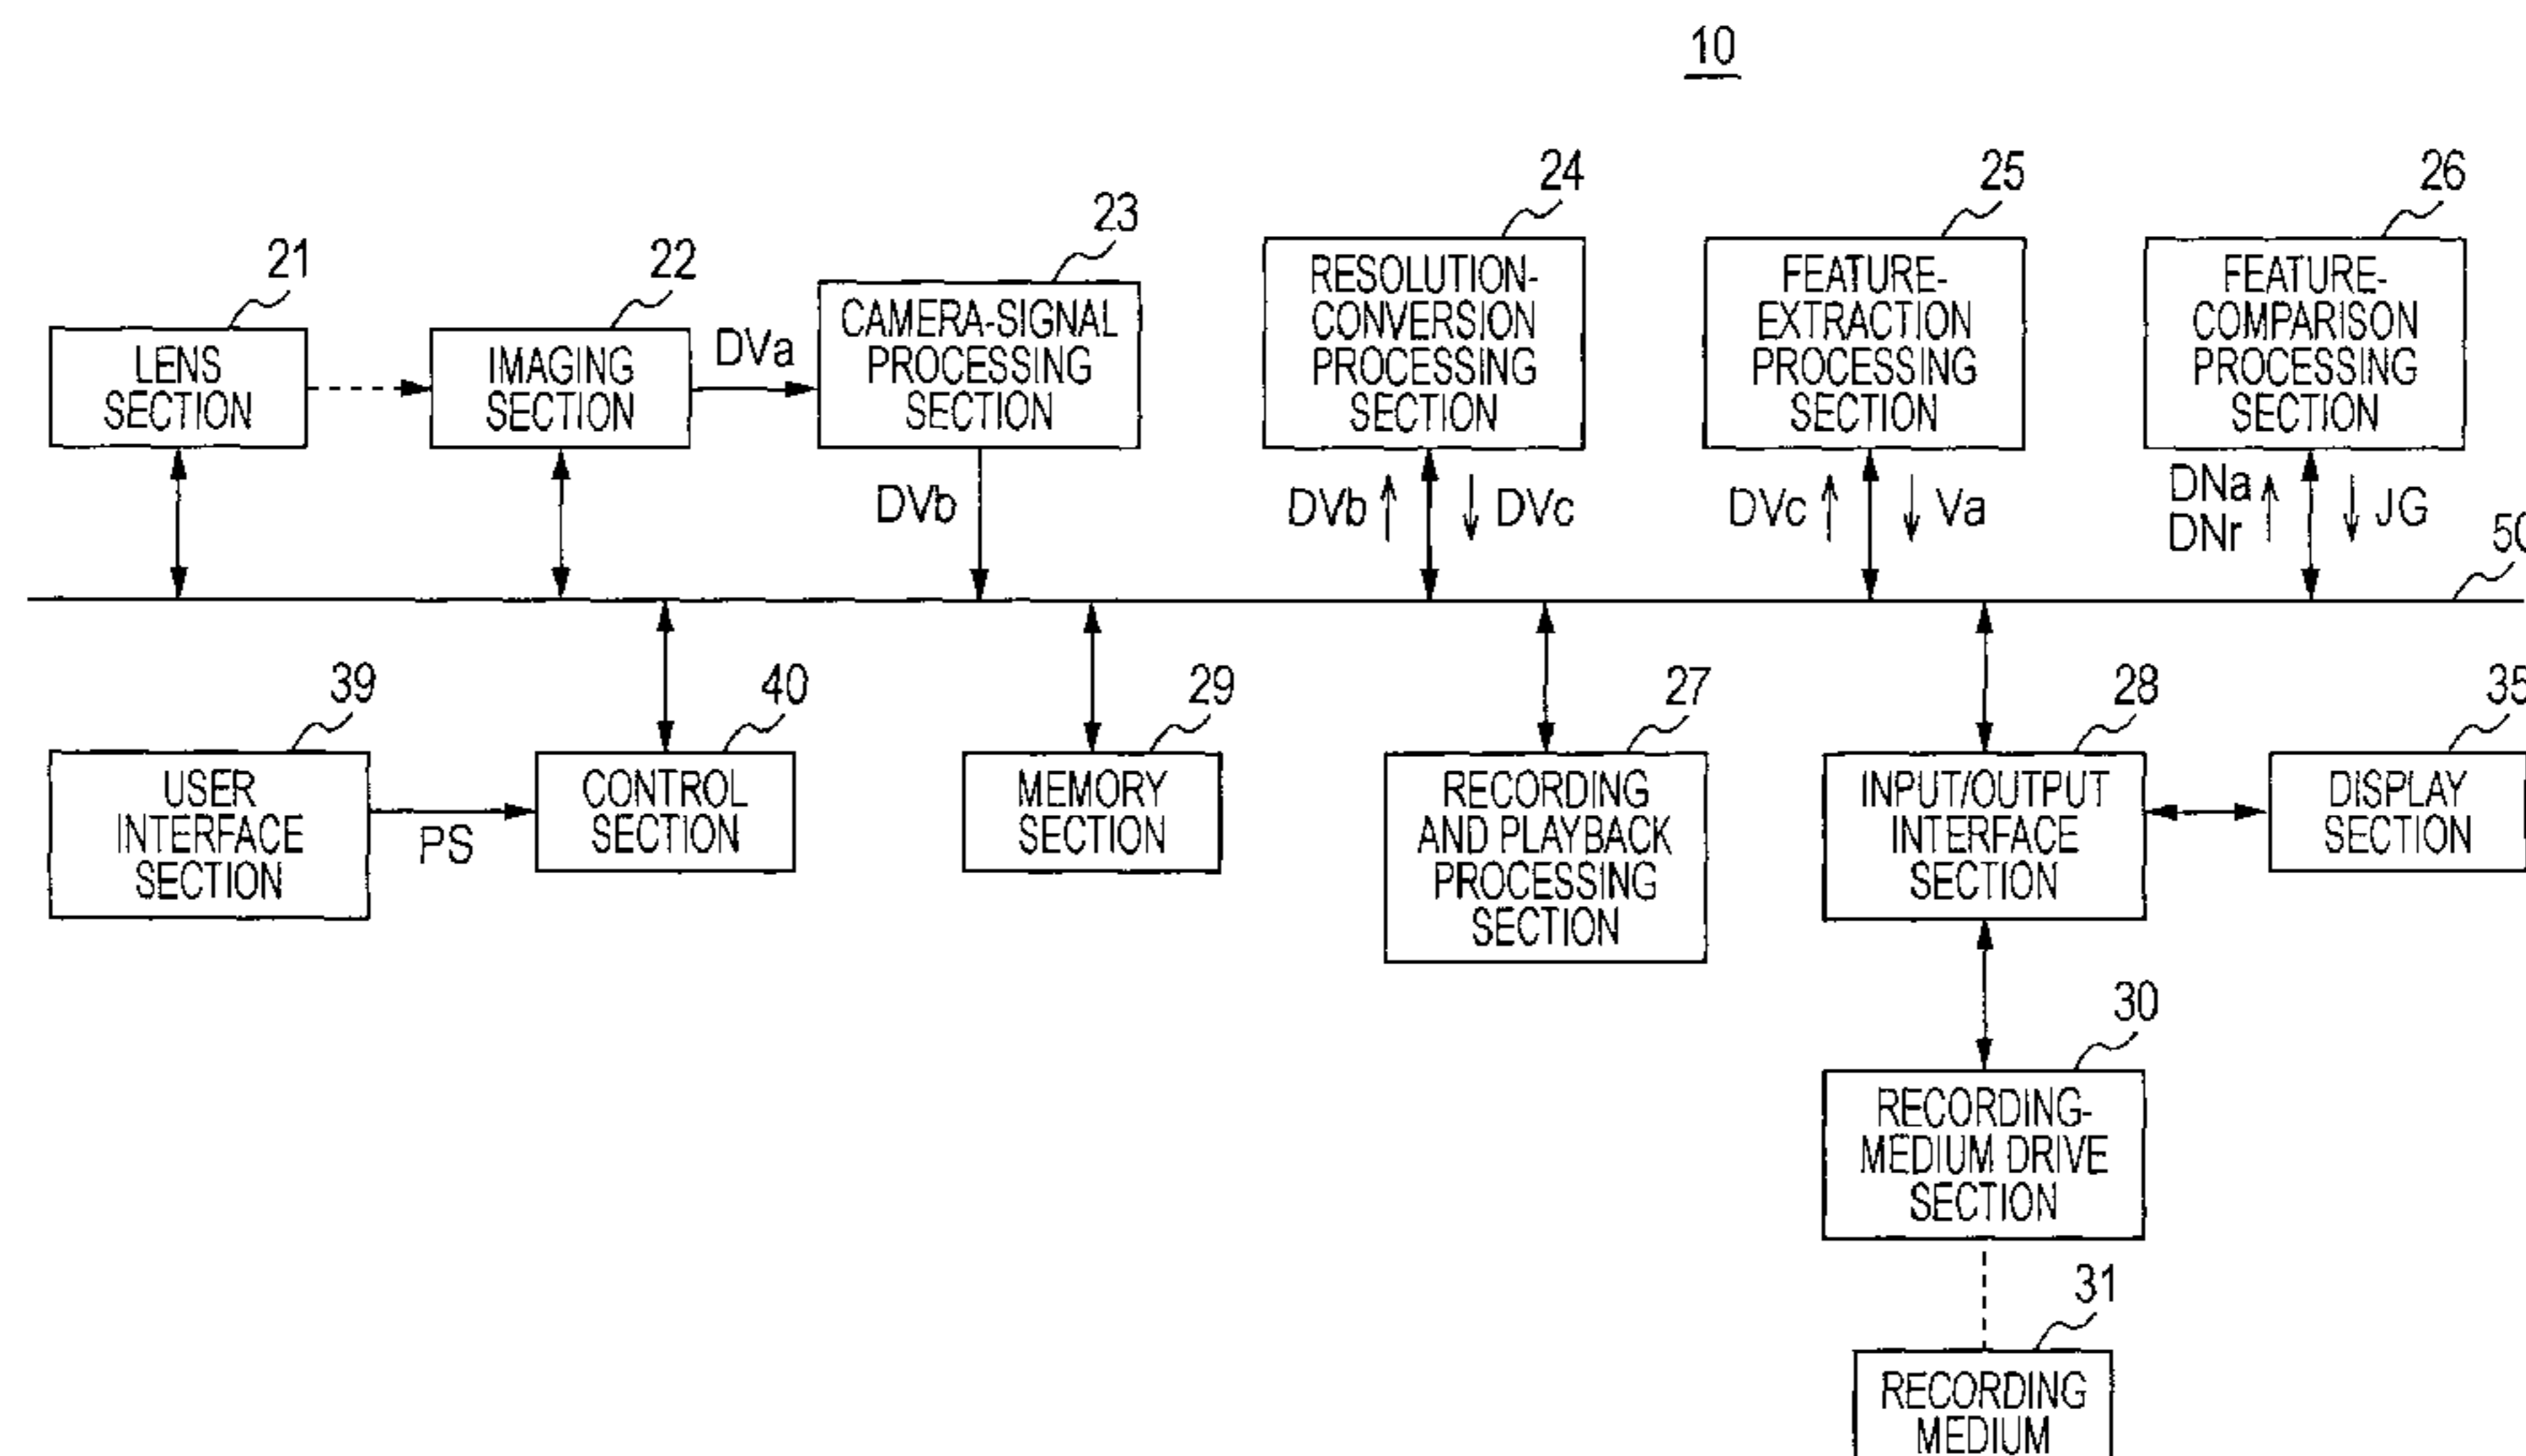 10
21
22
23
24
25
26
LENS
SECTION
IMAGING
SECTION
DVa
CAMERA-SIGNAL
PROCESSING
SECTION
RESOLUTION-
CONVERSION
PROCESSING
SECTION
FEATURE-
EXTRACTION
PROCESSING
SECTION
FEATURE-
COMPARISON
PROCESSING
SECTION
DVb
DVb
DVc
DVc
Va
DNa
DNr
JG
50
39
40
29
27
28
35
USER
INTERFACE
SECTION
PS
CONTROL
SECTION
MEMORY
SECTION
RECORDING
AND PLAYBACK
PROCESSING
SECTION
INPUT/OUTPUT
INTERFACE
SECTION
DISPLAY
SECTION
30
RECORDING-
MEDIUM DRIVE
SECTION
31
RECORDING
MEDIUM